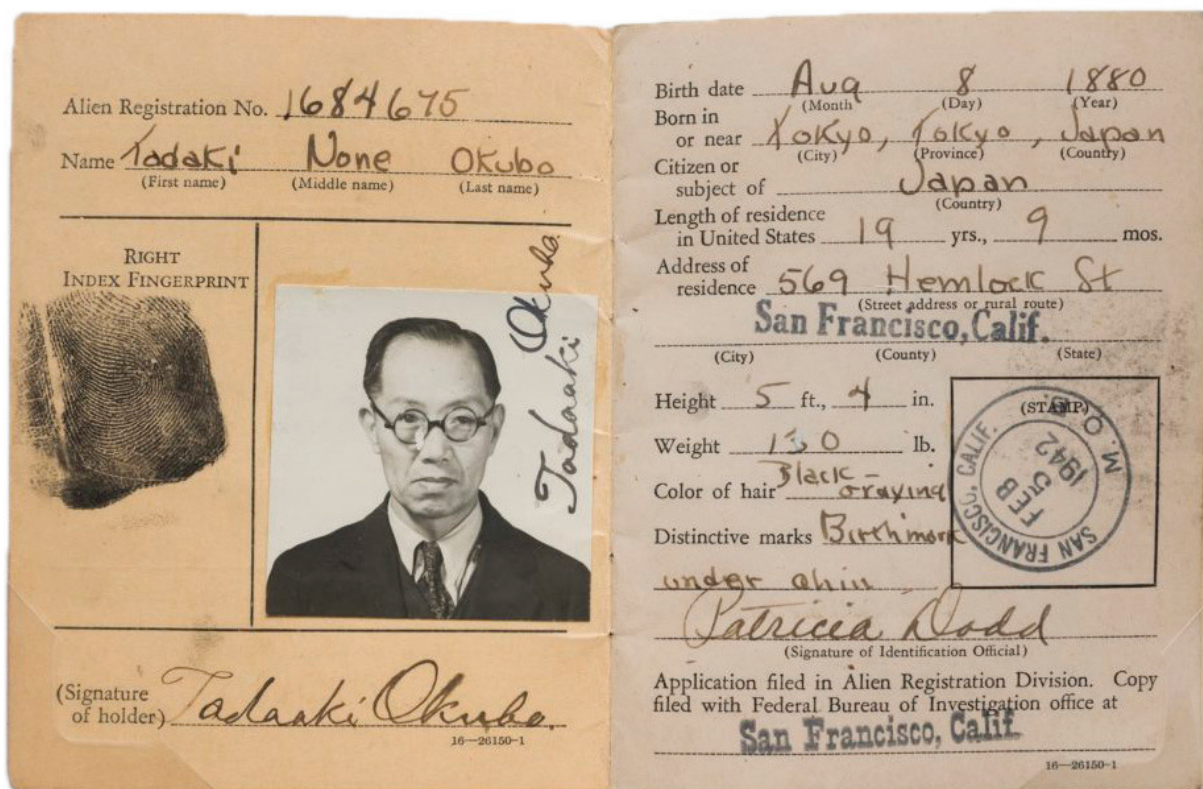 Alien Registration No. 1684675
Name Tadaki None Okubo
(First name) (Middle name) (Last name)
RIGHT
INDEX FINGERPRINT
Tadaaki Okubo.
(Signature
of holder) Tadaaki Okubo.
16—26150-1
Birth date Aug 8 1880
(Month (Day) (Year)
Born in
or near Tokyo, Tokyo, Japan
(City) (Province) (Country)
Citizen or
subject of Japan
(Country)
Length of residence
in United States 19 yrs., 9 mos.
Address of
residence 569 Hemlock St
(Street address or rural route)
San Francisco, Calif.
(City) (County) (State)
Height 5 ft., 4 in.
Weight 130 lb.
Color of hair Black - Graying
Distinctive marks Birthmark
under chin
(STAMP)
SAN FRANCISCO, CALIF.
M. O. B.
FEB
5
1942
Patricia Dodd
(Signature of Identification Official)
Application filed in Alien Registration Division. Copy
filed with Federal Bureau of Investigation office at
San Francisco, Calif.
16—26150-1